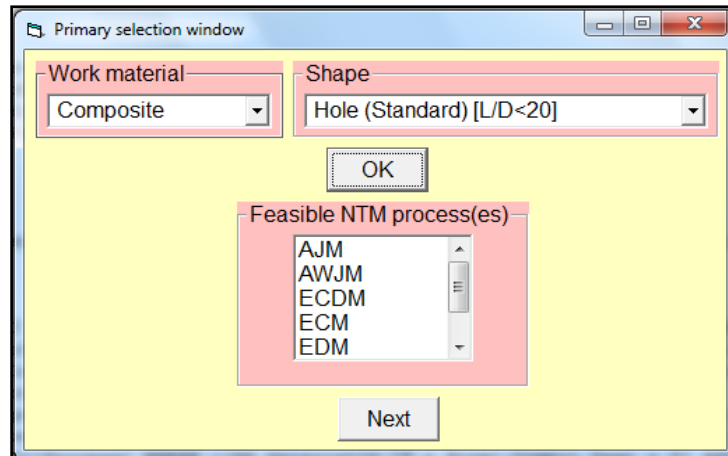 Primary selection window
Work material
Composite
Shape
Hole (Standard) [L/D<20]
OK
Feasible NTM process(es)
AJM
AWJM
ECDM
ECM
EDM
Next